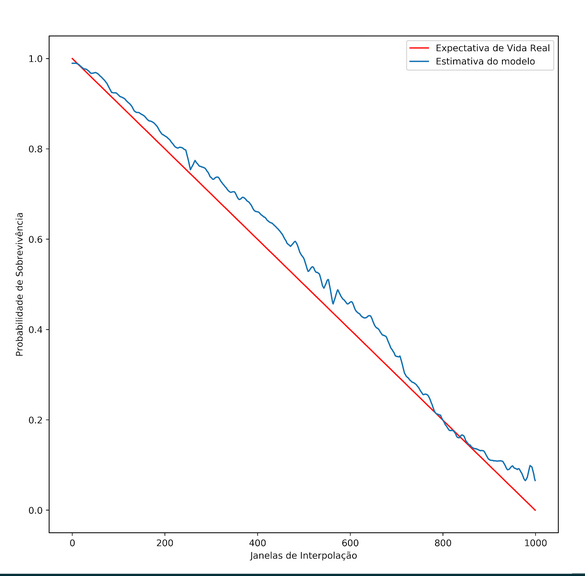 Expectativa de Vida Real
Estimativa do modelo
1.0
0.8
0.6
0.4
0.2
0.0
Probabilidade de Sobrevivência
0 200 400 600 800 1000
Janelas de Interpolação